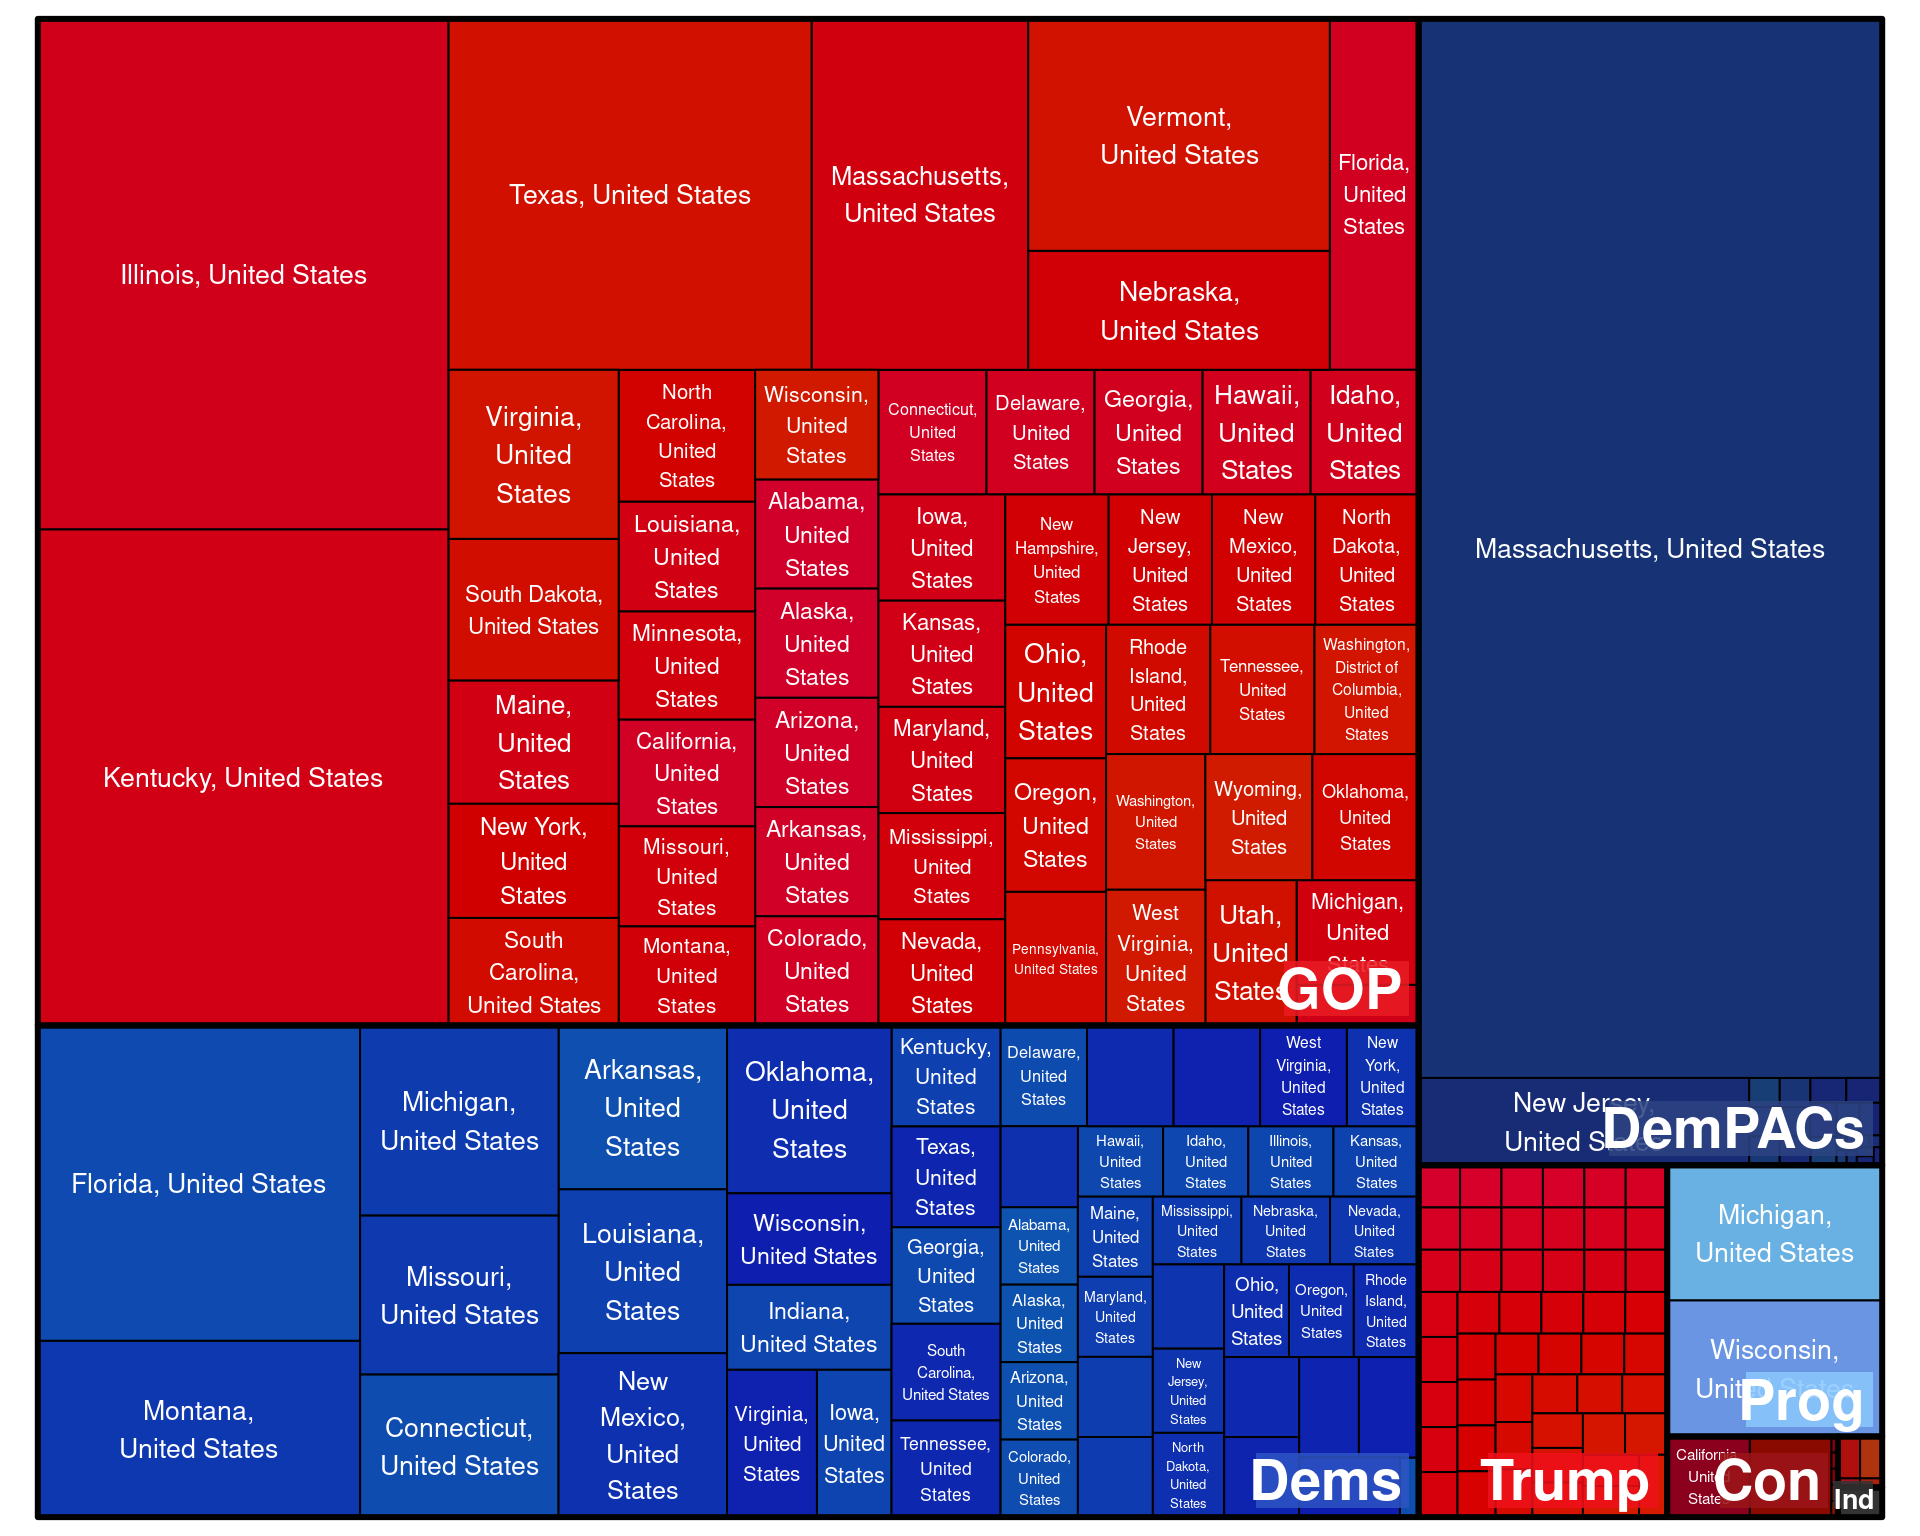 Illinois, United States
Kentucky, United States
Texas, United States
Massachusetts,
United States
Vermont,
United States
Nebraska,
United States
Florida,
United
States
Virginia,
United
States
South Dakota,
United States
Maine,
United
States
New York,
United
States
South
Carolina,
United States
North
Carolina,
United
States
Louisiana,
United
States
Minnesota,
United
States
California,
United
States
Missouri,
United
States
Montana,
United
States
Wisconsin,
United
States
Alabama,
United
States
Alaska,
United
States
Arizona,
United
States
Arkansas,
United
States
Colorado,
United
States
Connecticut,
United
States
Delaware,
United
States
Georgia,
United
States
Hawaii,
United
States
Idaho,
United
States
Iowa,
United
States
Kansas,
United
States
Maryland,
United
States
Mississippi,
United
States
Nevada,
United
States
New
Hampshire,
United
States
New
Jersey,
United
States
New
Mexico,
United
States
North
Dakota,
United
States
Ohio,
United
States
Rhode
Island,
United
States
Tennessee,
United
States
Washington,
District of
Columbia,
United
States
Oregon,
United
States
Pennsylvania,
United States
Washington,
United
States
Wyoming,
United
States
Oklahoma,
United
States
West
Virginia,
United
States
Utah,
United
States
Michigan,
United
States
GOP
Massachusetts, United States
New Jersey,
United States
DemPACs
Florida, United States
Montana,
United States
Michigan,
United States
Missouri,
United States
Connecticut,
United States
Arkansas,
United
States
Louisiana,
United
States
New
Mexico,
United
States
Oklahoma,
United
States
Wisconsin,
United States
Indiana,
United States
Virginia,
United
States
Iowa,
United
States
Kentucky,
United
States
Texas,
United
States
Georgia,
United
States
South
Carolina,
United States
Tennessee,
United
States
Delaware,
United
States
West
Virginia,
United
States
New
York,
United
States
Alabama,
United
States
Alaska,
United
States
Arizona,
United
States
Colorado,
United
States
Hawaii,
United
States
Idaho,
United
States
Illinois,
United
States
Kansas,
United
States
Maine,
United
States
Mississippi,
United
States
Nebraska,
United
States
Nevada,
United
States
Maryland,
United
States
Ohio,
United
States
Oregon,
United
States
Rhode
Island,
United
States
New
Jersey,
United
States
North
Dakota,
United
States
Dems
Trump
Michigan,
United States
Wisconsin,
United States
Prog
California,
United
States
Con
Ind